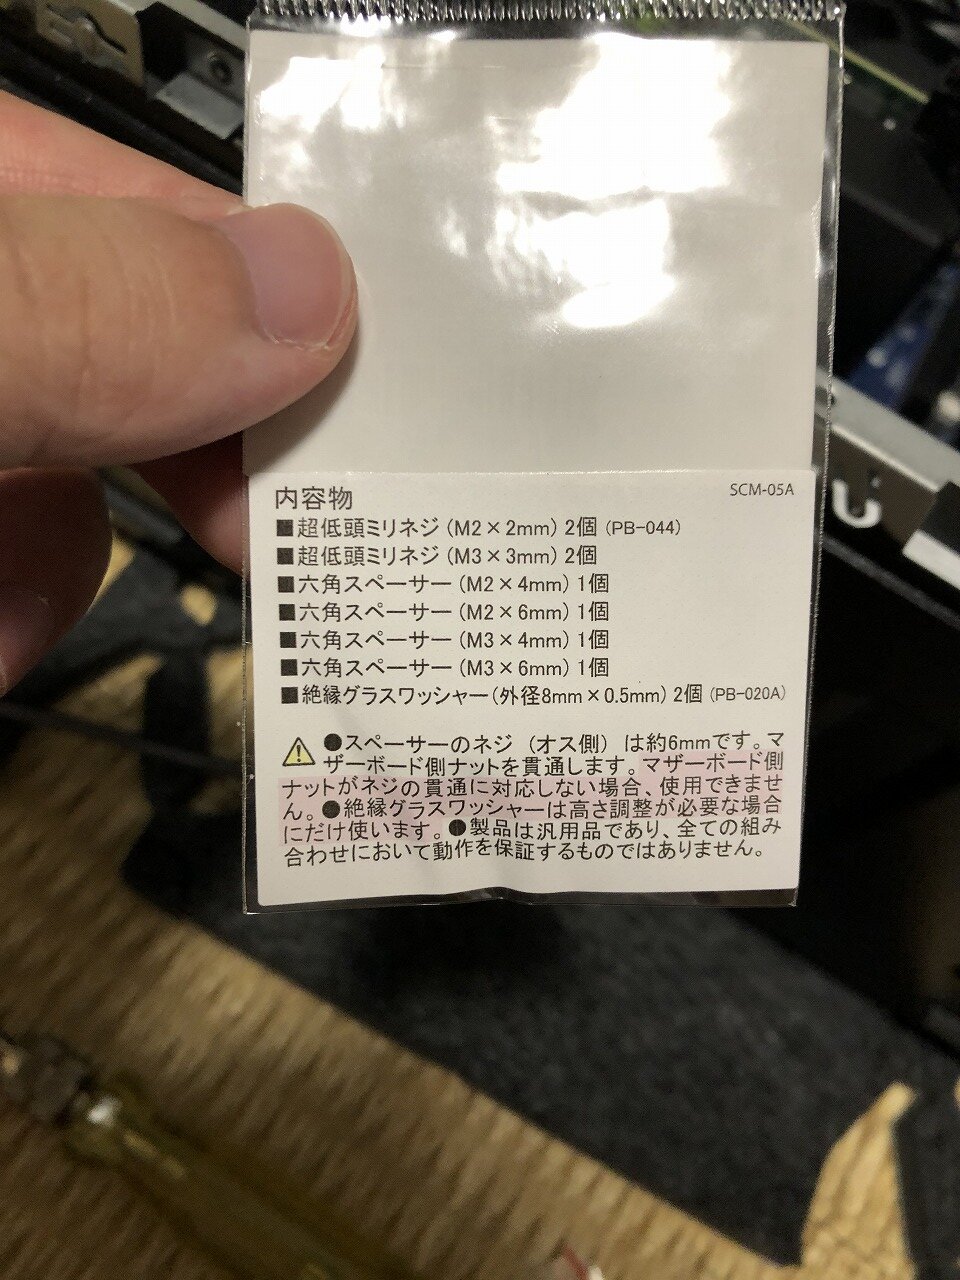 内容物
SCM-05A
■超低頭ミリネジ(M2×2mm) 2個 (PB-044)
■超低頭ミリネジ(M3×3mm) 2個
■六角スペーサー(M2×4mm) 1個
■六角スペーサー(M2×6mm) 1個
■六角スペーサー(M3×4mm) 1個
■六角スペーサー(M3×6mm) 1個
■絶縁グラスワッシャー(外径8mm×0.5mm) 2個 (PB-020A)
●スペーサーのネジ(オス側)は約6mmです。マ
ザーボード側ナットを貫通します。マザーボード側
ナットがネジの貫通に対応しない場合、使用できませ
ん。●絶縁グラスワッシャーは高さ調整が必要な場合
にだけ使います。●製品は汎用品であり、全ての組み
合わせにおいて動作を保証するものではありません。